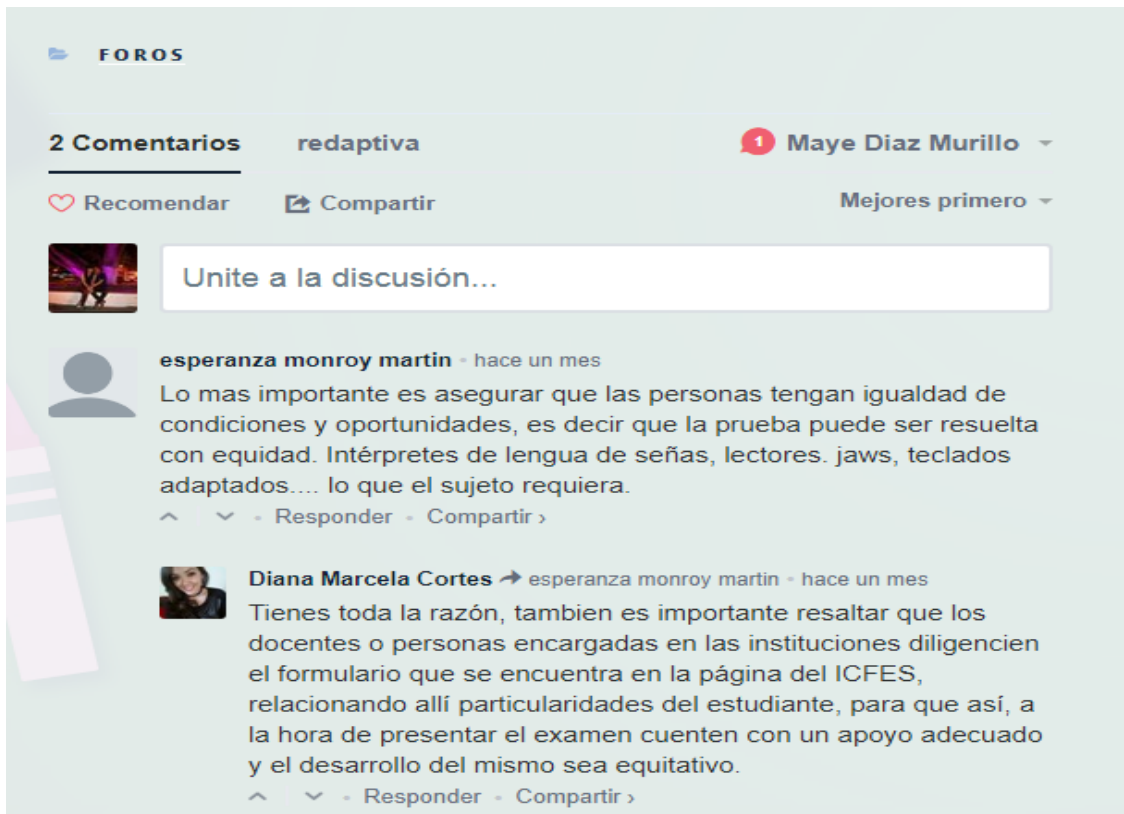 FOROS
2 Comentarios redaptiva 1 Maye Diaz Murillo
Recomendar Compartir Mejores primero
Unite a la discusión...
esperanza monroy martin • hace un mes
Lo mas importante es asegurar que las personas tengan igualdad de
condiciones y oportunidades, es decir que la prueba puede ser resuelta
con equidad. Intérpretes de lengua de señas, lectores. jaws, teclados
adaptados.... lo que el sujeto requiera.
• Responder • Compartir ›
Diana Marcela Cortes esperanza monroy martin • hace un mes
Tienes toda la razón, tambien es importante resaltar que los
docentes o personas encargadas en las instituciones diligencien
el formulario que se encuentra en la página del ICFES,
relacionando allí particularidades del estudiante, para que así, a
la hora de presentar el examen cuenten con un apoyo adecuado
y el desarrollo del mismo sea equitativo.
• Responder • Compartir ›